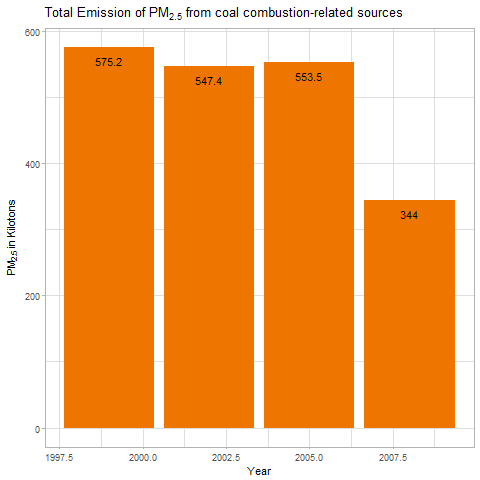 Total Emission of PM2.5 from coal combustion-related sources
600
400
200
0
PM2.5 in Kilotons
575.2
547.4
553.5
344
1997.5 2000.0 2002.5 2005.0 2007.5
Year